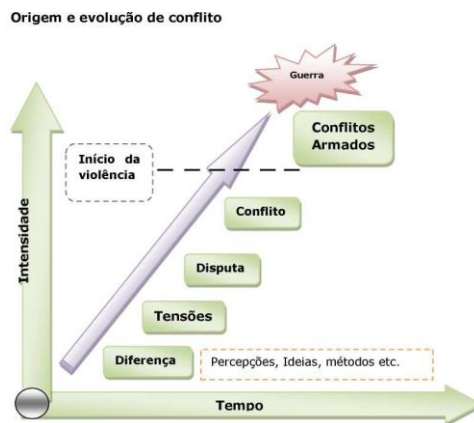 Origem e evolução de conflito
Guerra
Conflitos
Armados
Início da
violência
Conflito
Intensidade
Disputa
Tensões
Diferença
Percepções, Ideias, métodos etc.
Tempo